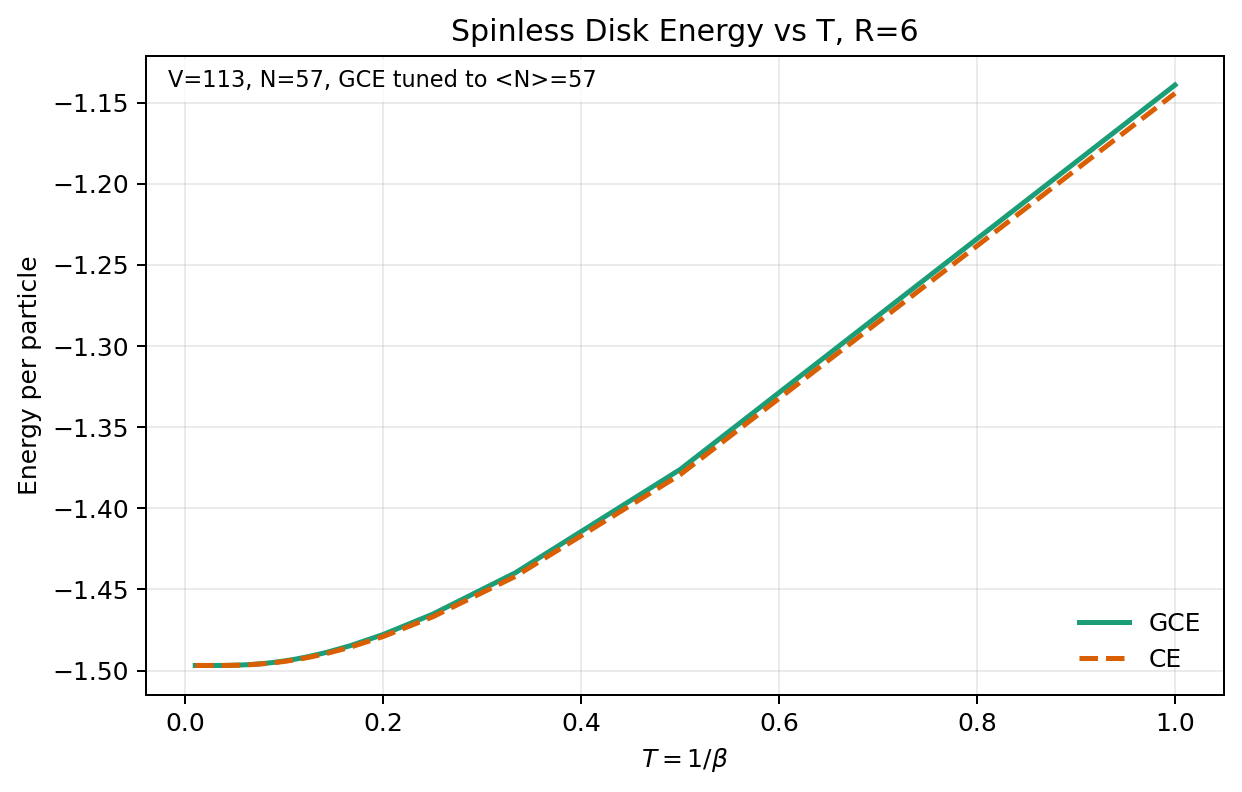 Spinless Disk Energy vs T, R=6
V=113, N=57, GCE tuned to <N>=57
Energy per particle
−1.15
−1.20
−1.25
−1.30
−1.35
−1.40
−1.45
−1.50
GCE
CE
0.0 0.2 0.4 0.6 0.8 1.0
T = 1/β